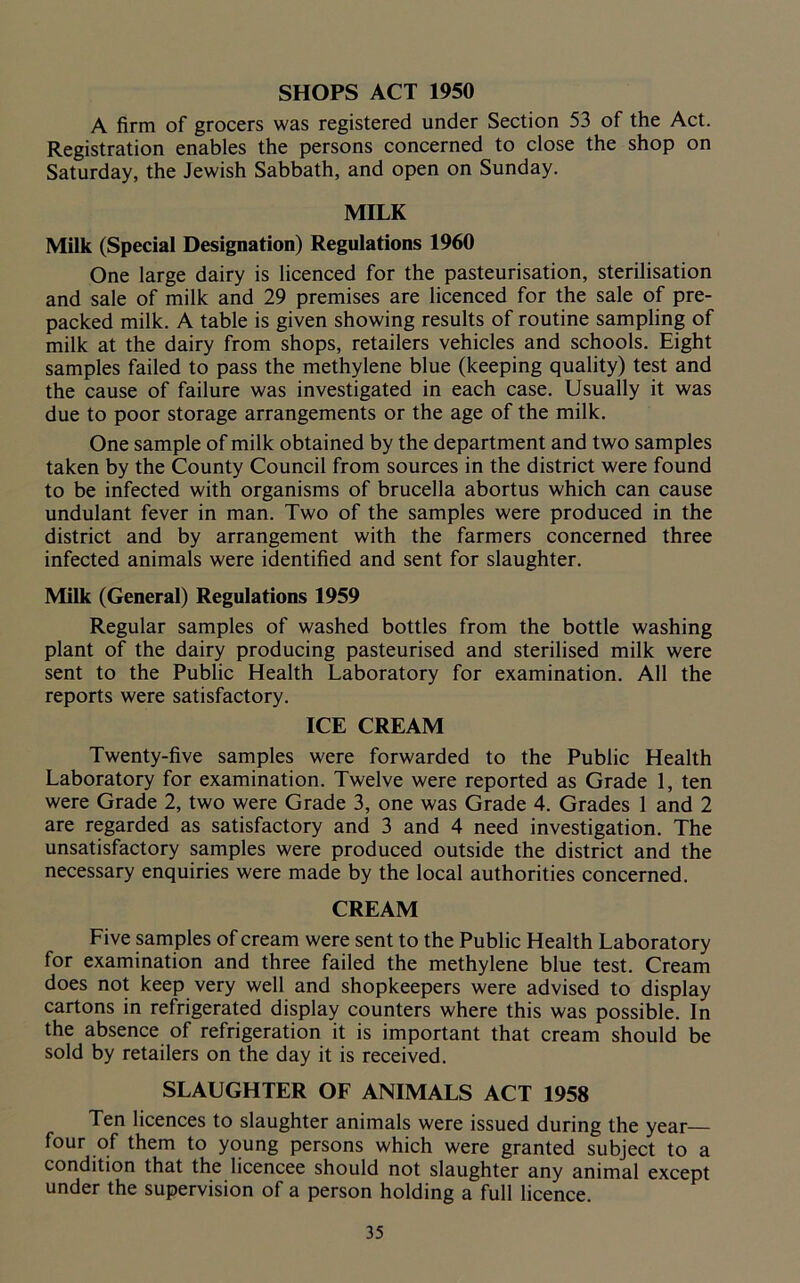 SHOPS ACT 1950
A firm of grocers was registered under Section 53 of the Act.
Registration enables the persons concerned to close the shop on
Saturday, the Jewish Sabbath, and open on Sunday.
MILK
Milk (Special Designation) Regulations 1960
One large dairy is licenced for the pasteurisation, sterilisation
and sale of milk and 29 premises are licenced for the sale of pre-
packed milk. A table is given showing results of routine sampling of
milk at the dairy from shops, retailers vehicles and schools. Eight
samples failed to pass the methylene blue (keeping quality) test and
the cause of failure was investigated in each case. Usually it was
due to poor storage arrangements or the age of the milk.
One sample of milk obtained by the department and two samples
taken by the County Council from sources in the district were found
to be infected with organisms of brucella abortus which can cause
undulant fever in man. Two of the samples were produced in the
district and by arrangement with the farmers concerned three
infected animals were identified and sent for slaughter.
Milk (General) Regulations 1959
Regular samples of washed bottles from the bottle washing
plant of the dairy producing pasteurised and sterilised milk were
sent to the Public Health Laboratory for examination. All the
reports were satisfactory.
ICE CREAM
Twenty-five samples were forwarded to the Public Health
Laboratory for examination. Twelve were reported as Grade 1, ten
were Grade 2, two were Grade 3, one was Grade 4. Grades 1 and 2
are regarded as satisfactory and 3 and 4 need investigation. The
unsatisfactory samples were produced outside the district and the
necessary enquiries were made by the local authorities concerned.
CREAM
Five samples of cream were sent to the Public Health Laboratory
for examination and three failed the methylene blue test. Cream
does not keep very well and shopkeepers were advised to display
cartons in refrigerated display counters where this was possible. In
the absence of refrigeration it is important that cream should be
sold by retailers on the day it is received.
SLAUGHTER OF ANIMALS ACT 1958
Ten licences to slaughter animals were issued during the year—
four of them to young persons which were granted subject to a
condition that the licencee should not slaughter any animal except
under the supervision of a person holding a full licence.
35